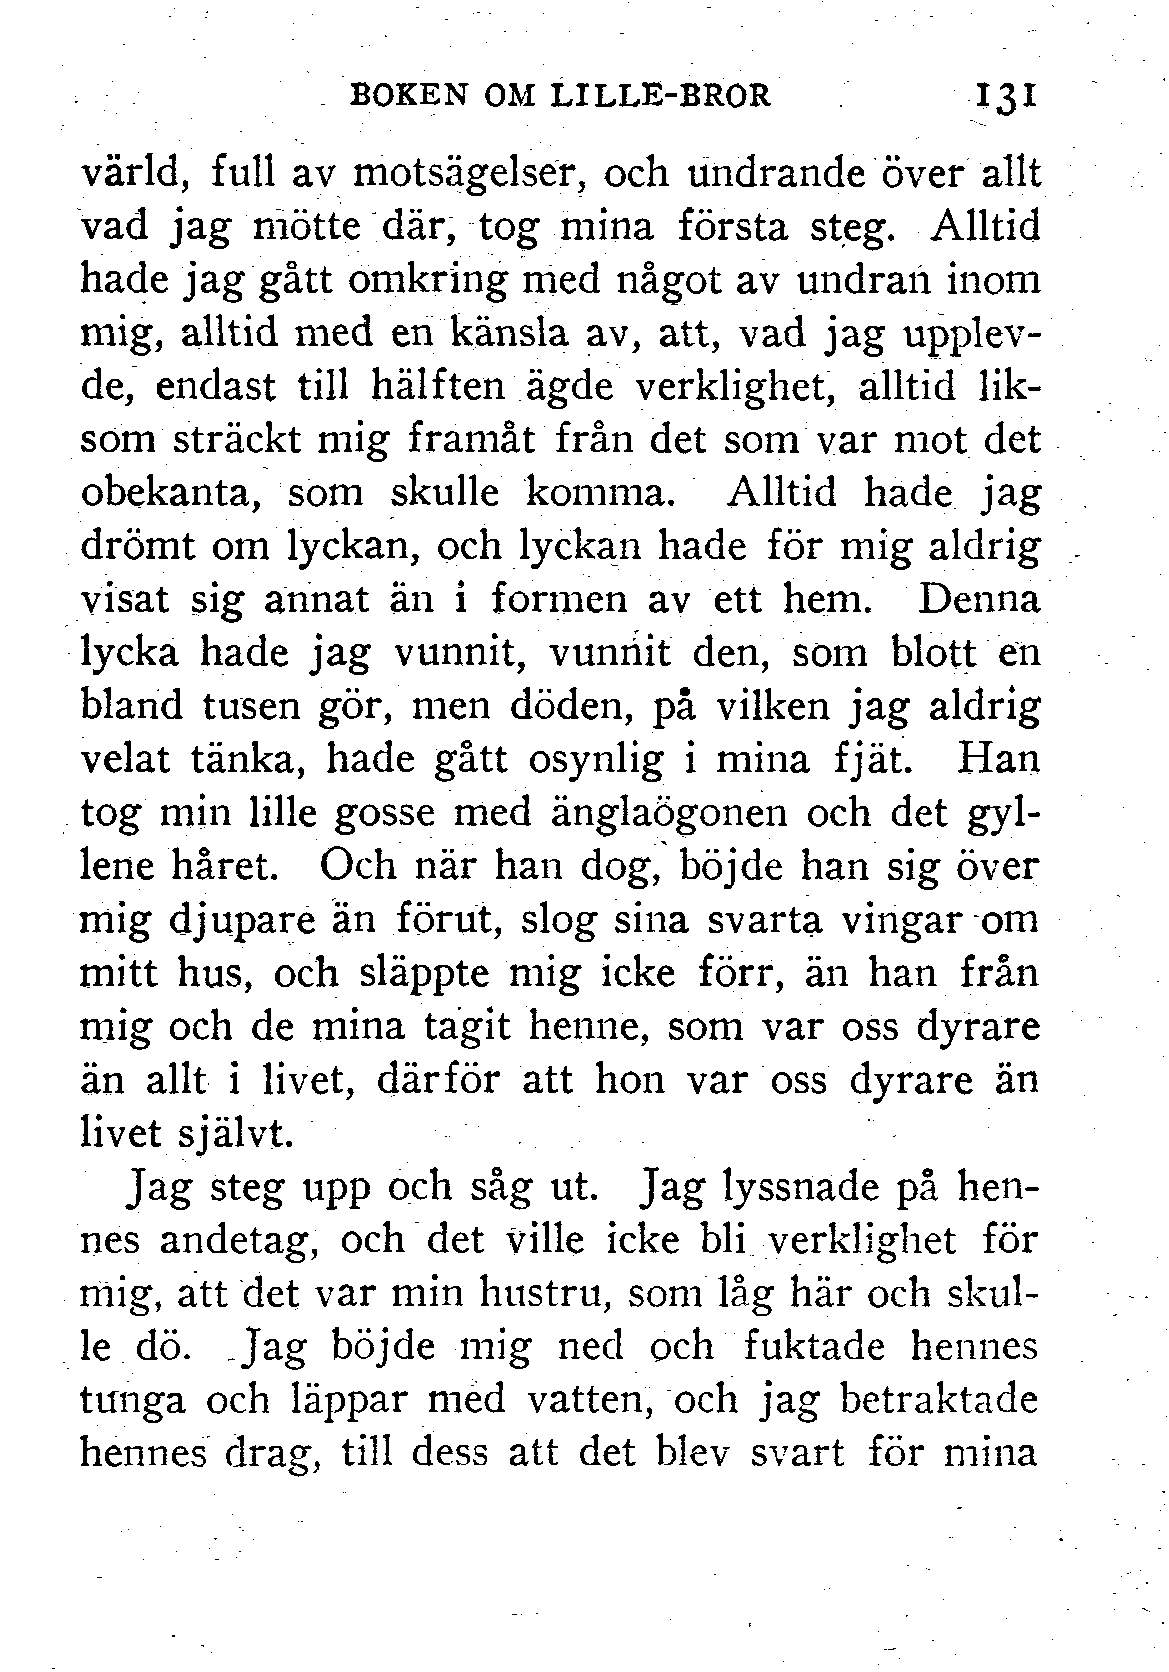 BOKEN OM LILLE-BROR 131
värld, full av motsägelser, och undrande över allt
vad jag mötte där, tog mina första steg. Alltid
hade jag gått omkring med något av undran inom
mig, alltid med en känsla av, att, vad jag upplev-
de, endast till hälften ägde verklighet, alltid lik-
som sträckt mig framåt från det som var mot det
obekanta, som skulle komma. Alltid hade jag
drömt om lyckan, och lyckan hade för mig aldrig
visat sig annat än i formen av ett hem. Denna
lycka hade jag vunnit, vunnit den, som blott en
bland tusen gör, men döden, på vilken jag aldrig
velat tänka, hade gått osynlig i mina fjät. Han
tog min lille gosse med änglaögonen och det gyl-
lene håret. Och när han dog, böjde han sig över
mig djupare än förut, slog sina svarta vingar om
mitt hus, och släppte mig icke förr, än han från
mig och de mina tagit henne, som var oss dyrare
än allt i livet, därför att hon var oss dyrare än
livet självt.
Jag steg upp och såg ut. Jag lyssnade på hen-
nes andetag, och det ville icke bli verklighet för
mig, att det var min hustru, som låg här och skul-
le dö. Jag böjde mig ned och fuktade hennes
tunga och läppar med vatten, och jag betraktade
hennes drag, till dess att det blev svart för mina